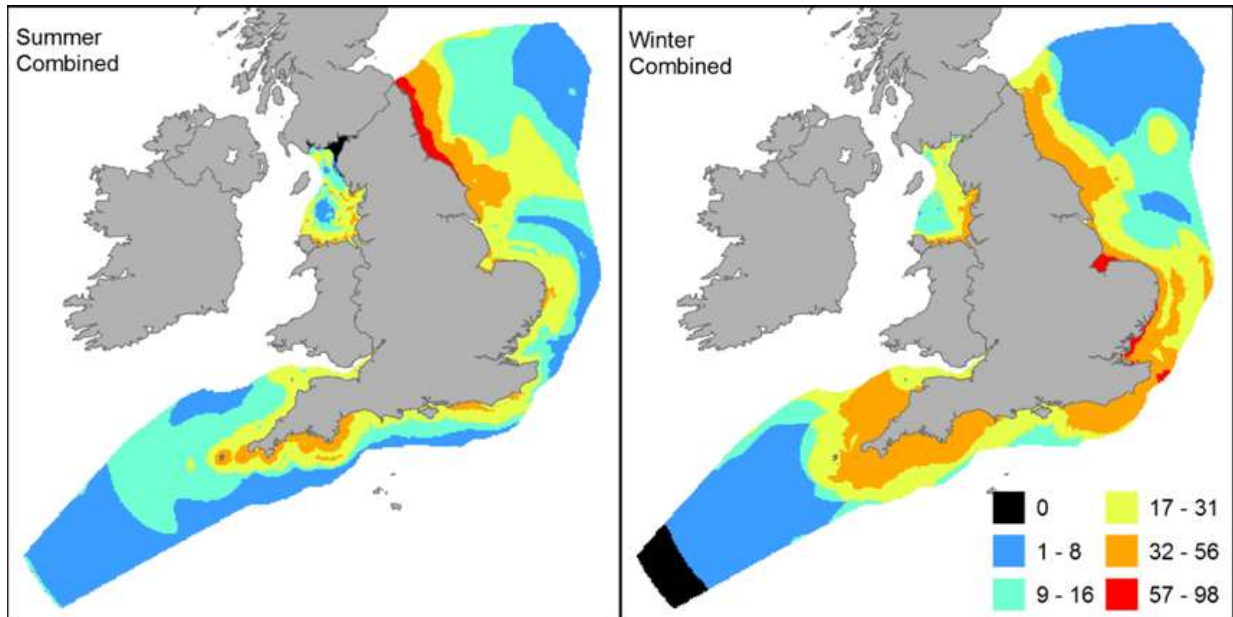 Summer
Combined
Winter
Combined
0
17 - 31
1 - 8
32 - 56
9 - 16
57 - 98